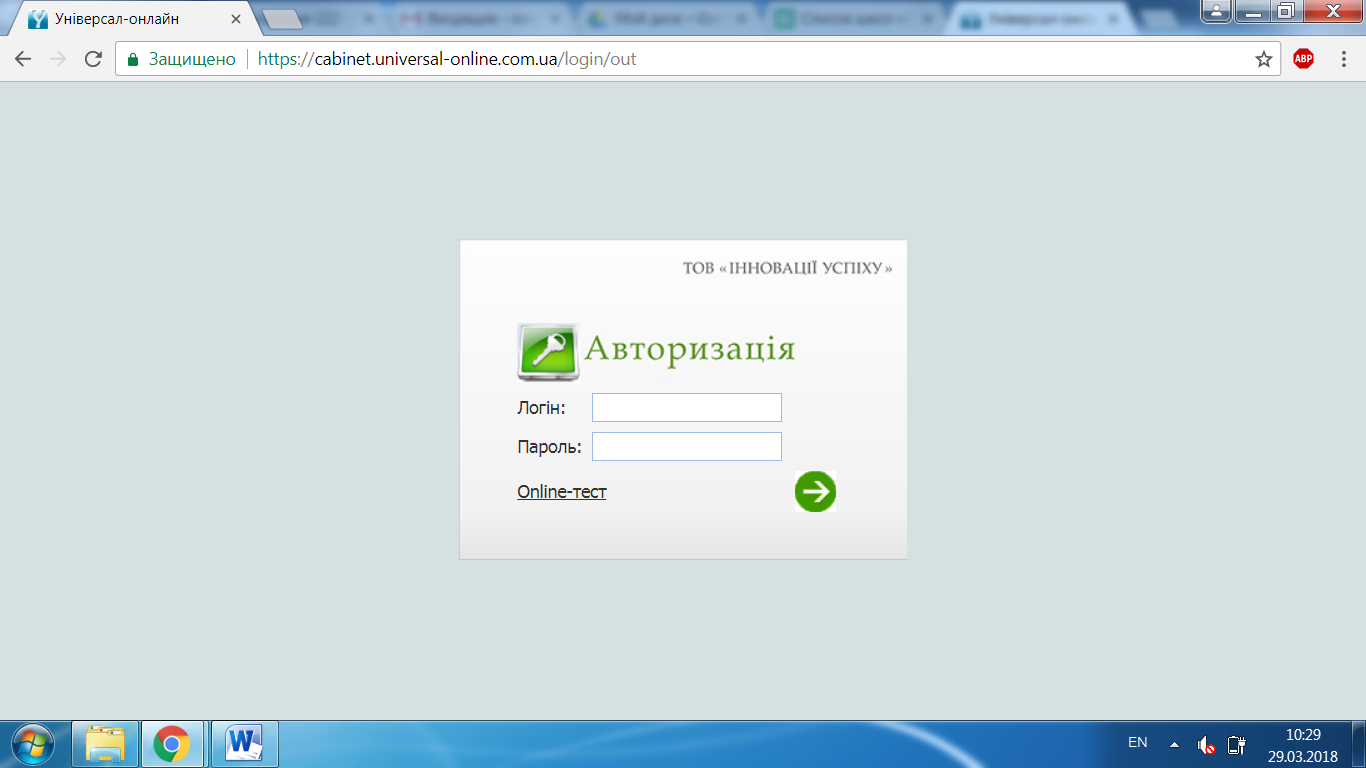 Універсал-онлайн
Защищено
https://cabinet.universal-online.com.ua/login/out
ABP
ТОВ «ІННОВАЦІЇ УСПІХУ»
Авторизація
Логін:
Пароль:
Online-тест
EN
10:29
29.03.2018